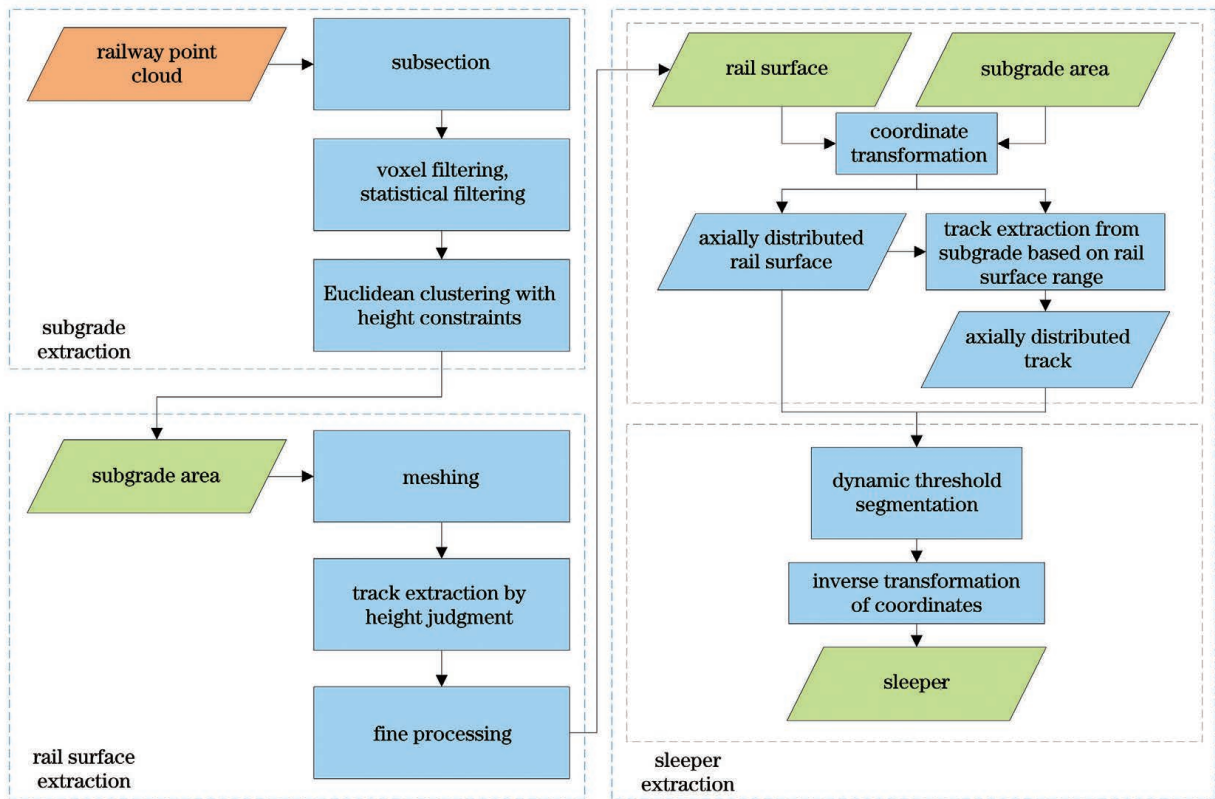 railway point
cloud
subsection
voxel filtering,
statistical filtering
Euclidean clustering with
height constraints
subgrade
extraction
subgrade area
meshing
track extraction by
height judgment
fine processing
rail surface
extraction
rail surface
subgrade area
coordinate
transformation
axially distributed
rail surface
track extraction from
subgrade based on rail
surface range
axially distributed
track
dynamic threshold
segmentation
inverse transformation
of coordinates
sleeper
sleeper
extraction